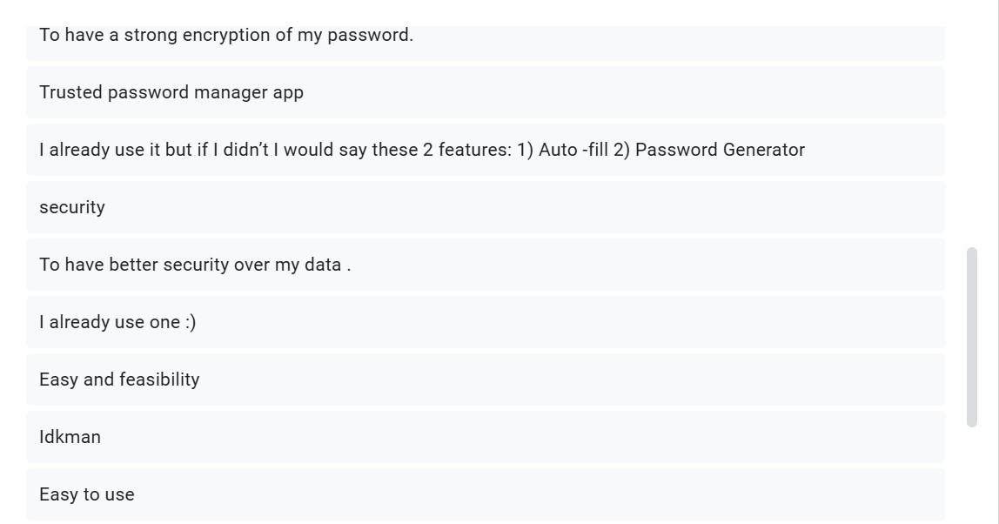 To have a strong encryption of my password.
Trusted password manager app
I already use it but if I didn’t I would say these 2 features: 1) Auto -fill 2) Password Generator
security
To have better security over my data .
I already use one :)
Easy and feasibility
Idkman
Easy to use